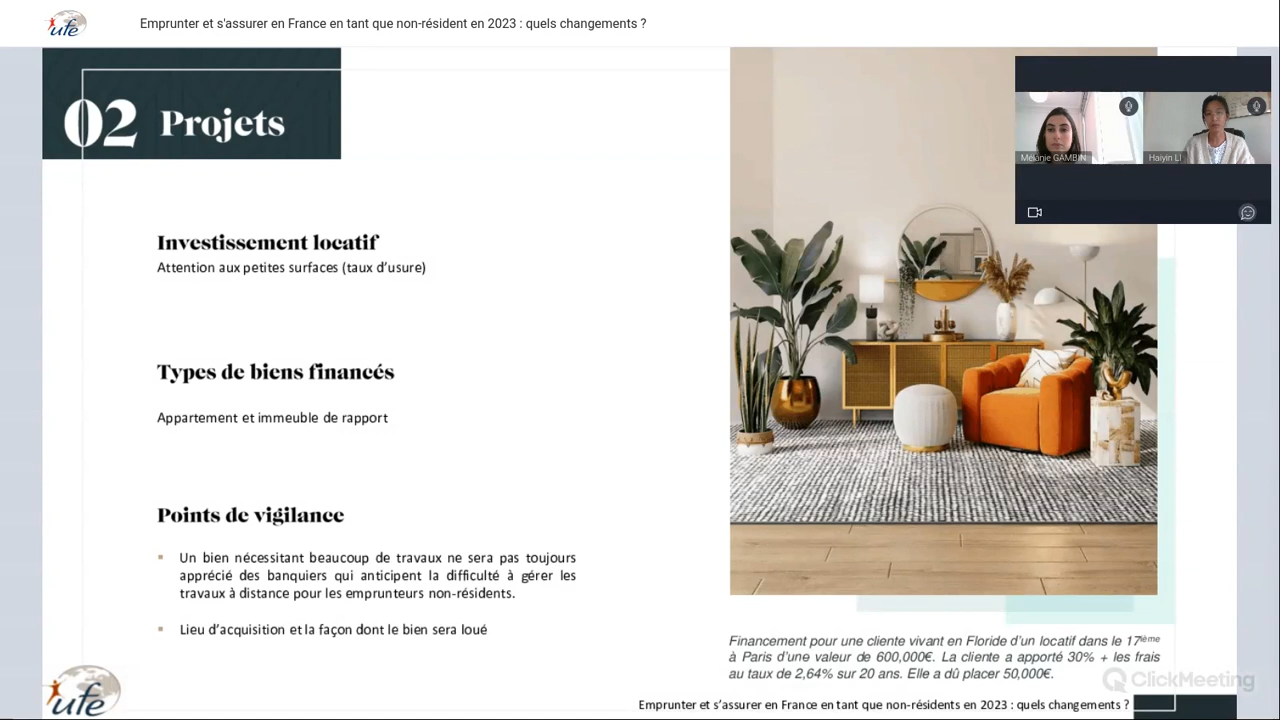 ufe
Emprunter et s'assurer en France en tant que non-résident en 2023 : quels changements ?
02 Projets
Mélanie GAMBIN
Haiyin LI
Investissement locatif
Attention aux petites surfaces (taux d’usure)
Types de biens financés
Appartement et immeuble de rapport
Points de vigilance
Un bien nécessitant beaucoup de travaux ne sera pas toujours
apprécié des banquiers qui anticipent la difficulté à gérer les
travaux à distance pour les emprunteurs non-résidents.
Lieu d’acquisition et la façon dont le bien sera loué
Financement pour une cliente vivant en Floride d’un locatif dans le 17ième
à Paris d’une valeur de 600,000€. La cliente a apporté 30% + les frais
au taux de 2,64% sur 20 ans. Elle a dû placer 50,000€.
ClickMeeting
ufe
Emprunter et s’assurer en France en tant que non-résidents en 2023 : quels changements ?